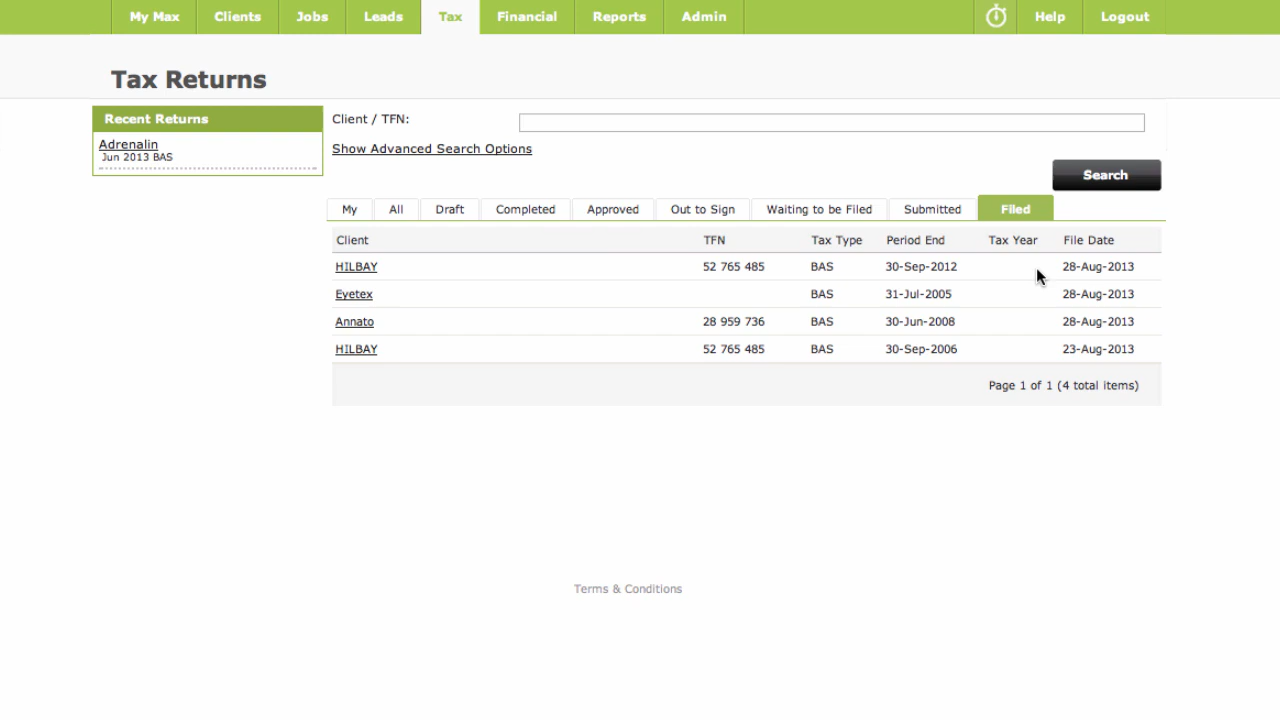 My Max Clients Jobs Leads Tax Financial Reports Admin Help Logout
Tax Returns
Recent Returns
Adrenalin
Jun 2013 BAS
Client / TFN:
Show Advanced Search Options
Search
My All Draft Completed Approved Out to Sign Waiting to be Filed Submitted Filed
Client TFN Tax Type Period End Tax Year File Date
HILBAY 52 765 485 BAS 30-Sep-2012 28-Aug-2013
Eyetex BAS 31-Jul-2005 28-Aug-2013
Annato 28 959 736 BAS 30-Jun-2008 28-Aug-2013
HILBAY 52 765 485 BAS 30-Sep-2006 23-Aug-2013
Page 1 of 1 (4 total items)
Terms & Conditions